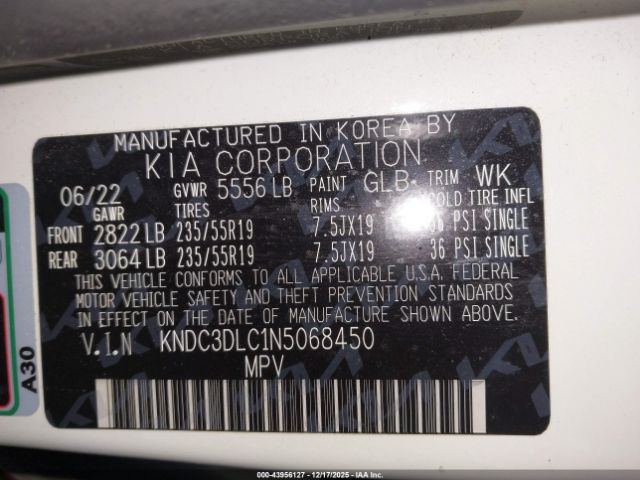 MANUFACTURED IN KOREA BY
KIA CORPORATION
06/22 GVWR 5556 LB PAINT GLB TRIM WK
GAWR TIRES RIMS COLD TIRE INFL
FRONT 2822 LB 235/55R19 7.5JX19 36 PSI SINGLE
REAR 3064 LB 235/55R19 7.5JX19 36 PSI SINGLE
THIS VEHICLE CONFORMS TO ALL APPLICABLE U.S.A. FEDERAL
MOTOR VEHICLE SAFETY AND THEFT PREVENTION STANDARDS
IN EFFECT ON THE DATE OF MANUFACTURE SHOWN ABOVE.
V.I.N KNDC3DLC1N5068450
MPV
A30
000-43956127 - 12/17/2025 - IAA Inc.